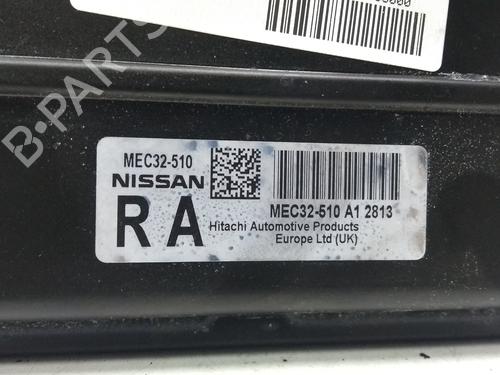 B-PARTS
MEC32-510
NISSAN
RA
MEC32-510 A1 2813
Hitachi Automotive Products
Europe Ltd (UK)